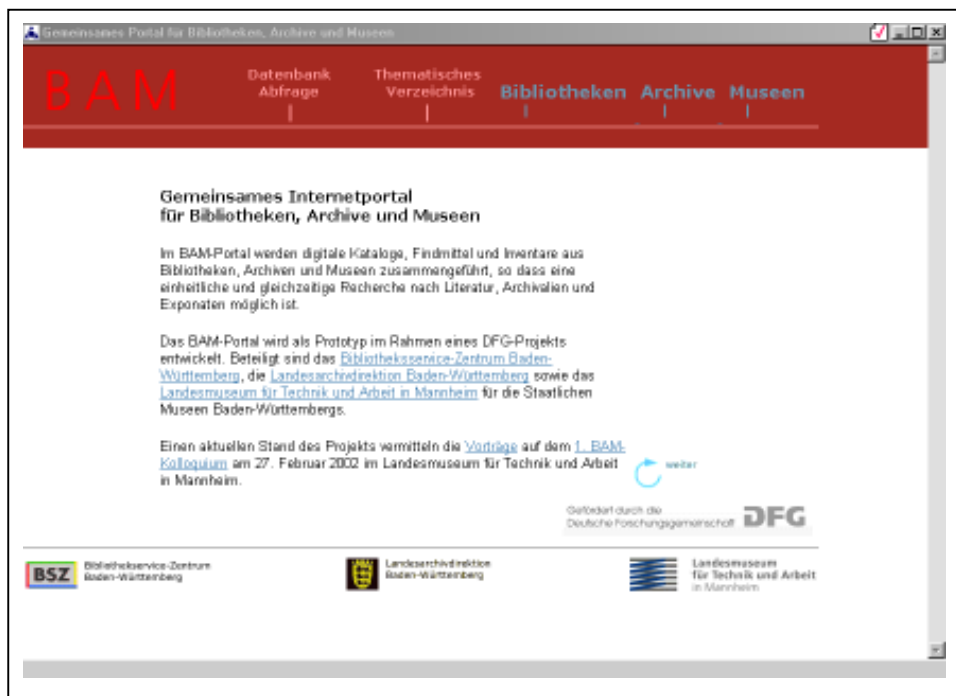 Gemeinsames Portal für Bibliotheken, Archive und Museen
BAM
Datenbank
Abfrage
Thematisches
Verzeichnis
Bibliotheken Archive Museen
Gemeinsames Internetportal
für Bibliotheken, Archive und Museen
Im BAM-Portal werden digitale Kataloge, Findmittel und Inventare aus
Bibliotheken, Archiven und Museen zusammengeführt, so dass eine
einheitliche und gleichzeitige Recherche nach Literatur, Archivalien und
Exponaten möglich ist.
Das BAM-Portal wird als Prototyp im Rahmen eines DFG-Projekts
entwickelt. Beteiligt sind das Bibliotheksservice-Zentrum Baden-
Württemberg, die Landesarchivdirektion Baden-Württemberg sowie das
Landesmuseum für Technik und Arbeit in Mannheim für die Staatlichen
Museen Baden-Württembergs.
Einen aktuellen Stand des Projekts vermitteln die Vorträge auf dem 1. BAM-
Kolloquium am 27. Februar 2002 im Landesmuseum für Technik und Arbeit
in Mannheim.
weiter
Gefördert durch die
Deutsche Forschungsgemeinschaft DFG
BSZ
Bibliotheksservice-Zentrum
Baden-Württemberg
Landesarchivdirektion
Baden-Württemberg
Landesmuseum
für Technik und Arbeit
in Mannheim